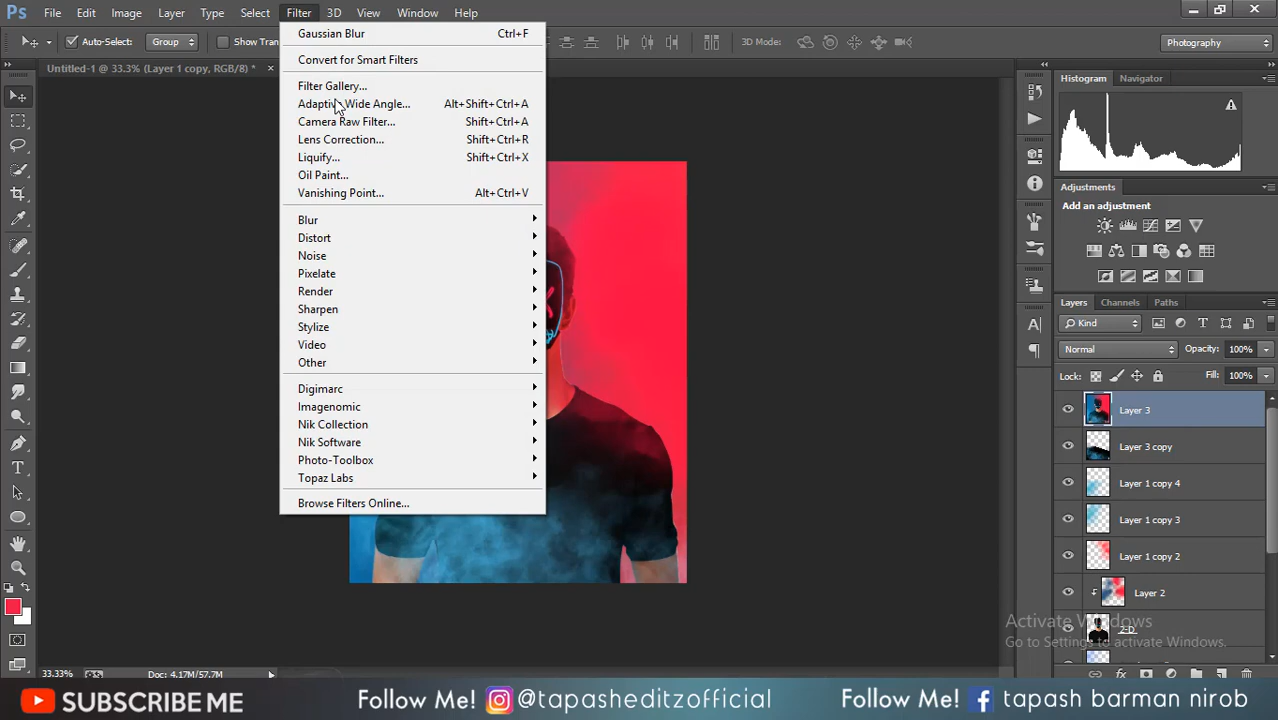 Ps File Edit Image Layer Type Select Filter 3D View Window Help
Auto-Select: Group Show Tran 3D Mode: Photography
Untitled-1 @ 33.3% (Layer 1 copy, RGB/8) * ×
Gaussian Blur Ctrl+F
Convert for Smart Filters
Filter Gallery...
Adaptive Wide Angle... Alt+Shift+Ctrl+A
Camera Raw Filter... Shift+Ctrl+A
Lens Correction... Shift+Ctrl+R
Liquify... Shift+Ctrl+X
Oil Paint...
Vanishing Point... Alt+Ctrl+V
Blur
Distort
Noise
Pixelate
Render
Sharpen
Stylize
Video
Other
Digimarc
Imagenomic
Nik Collection
Nik Software
Photo-Toolbox
Topaz Labs
Browse Filters Online...
Histogram Navigator
Adjustments
Add an adjustment
Layers Channels Paths
Kind
Normal Opacity: 100%
Lock: Fill: 100%
Layer 3
Layer 3 copy
Layer 1 copy 4
Layer 1 copy 3
Layer 1 copy 2
Layer 2
2-D
Activate Windows
Go to Settings to activate Windows.
33.33% Doc: 4.17M/57.7M
SUBSCRIBE ME Follow Me! @tapasheditzofficial Follow Me! tapash barman nirob